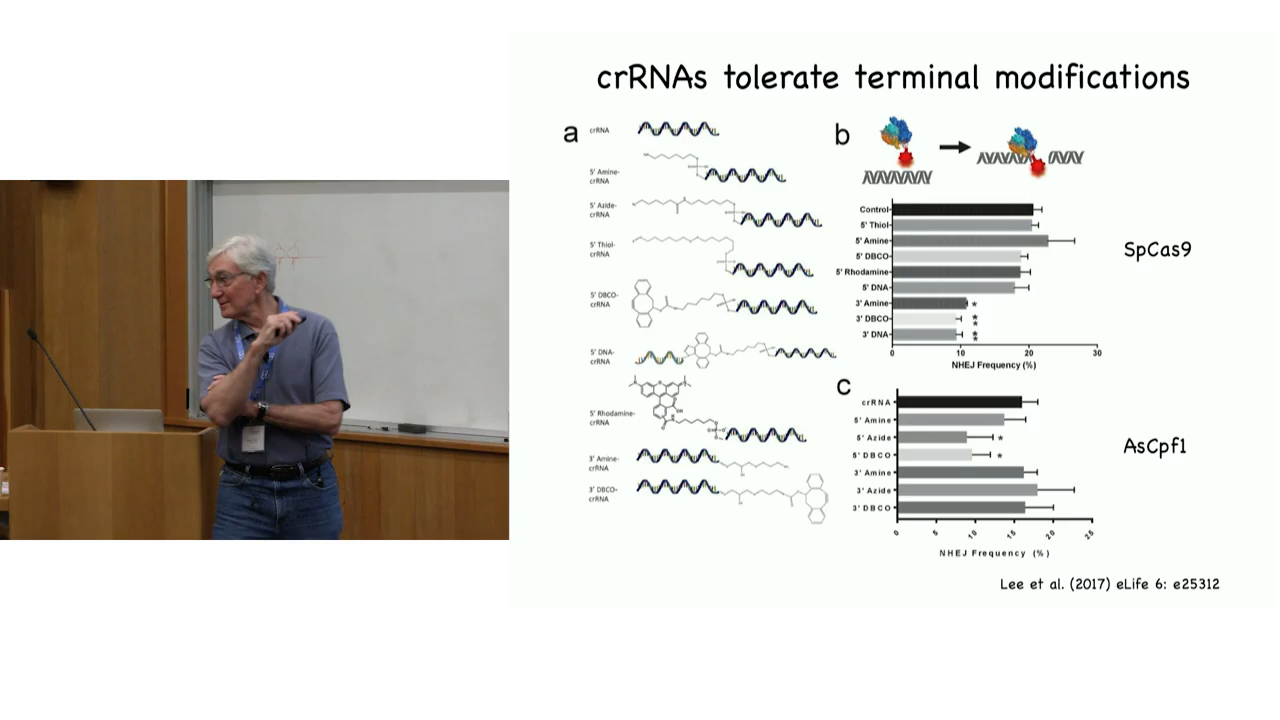 crRNAs tolerate terminal modifications
a
crRNA
5' Amine-
crRNA
5' Azide-
crRNA
5' Thiol-
crRNA
5' DBCO-
crRNA
5' DNA-
crRNA
5' Rhodamine-
crRNA
3' Amine-
crRNA
3' DBCO-
crRNA
b
Control
5' Thiol
5' Amine
5' DBCO
5' Rhodamine
5' DNA
3' Amine
*
3' DBCO
**
3' DNA
**
0 10 20 30
NHEJ Frequency (%)
SpCas9
c
crRNA
5' Amine
5' Azide
*
5' DBCO
*
3' Amine
3' Azide
3' DBCO
0 5 10 15 20 25
NHEJ Frequency (%)
AsCpf1
Lee et al. (2017) eLife 6: e25312